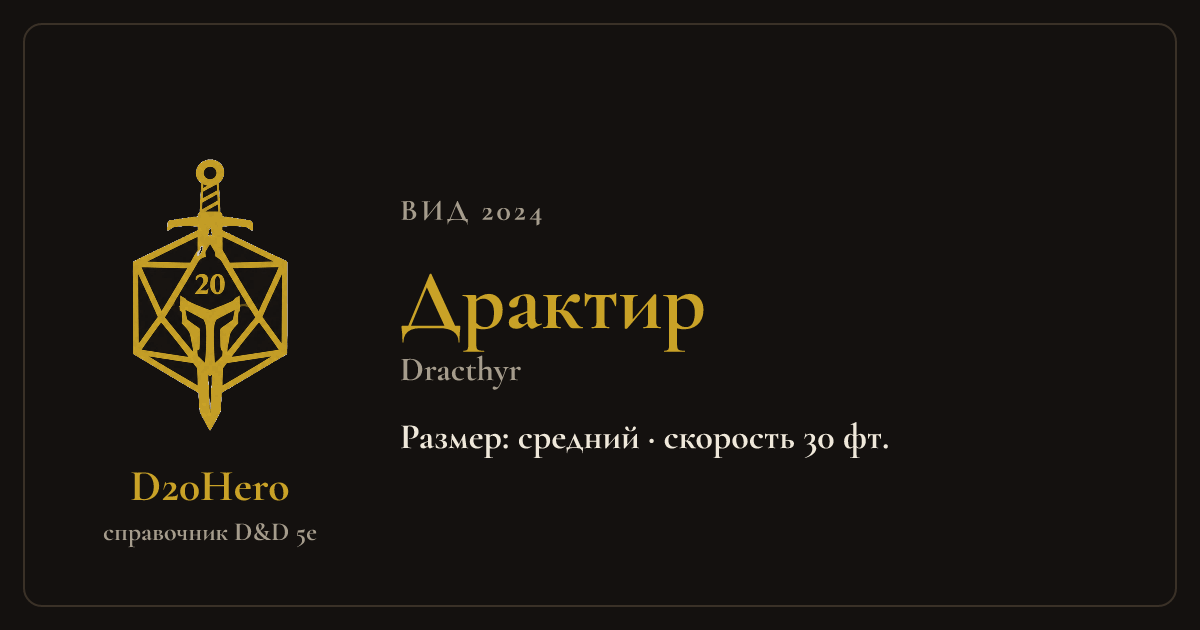 20
D20Hero
справочник D&D 5e
ВИД 2024
Драктир
Dracthyr
Размер: средний · скорость 30 фт.